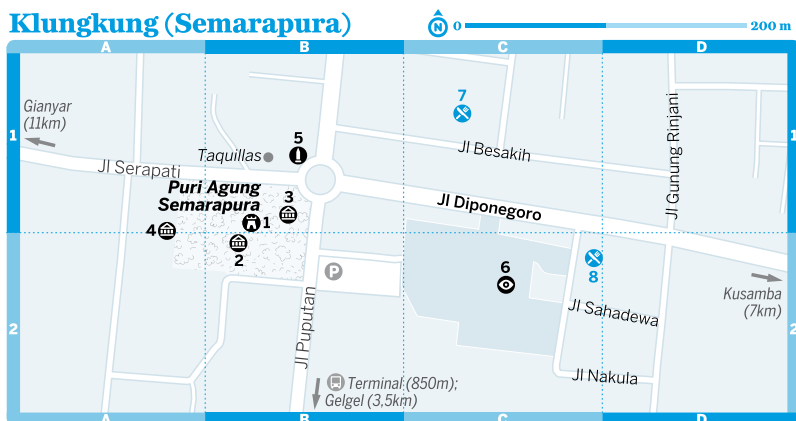 Klungkung (Semarapura)
N 0 200 m
A B C D
1
1
2
2
Gianyar
(11km)
Jl Serapati
Taquillas
5
7
Jl Besakih
Jl Gunung Rinjani
Puri Agung
Semarapura
3
1
4
2
Jl Diponegoro
P
6
8
Jl Puputan
Jl Sahadewa
Kusamba
(7km)
Jl Nakula
Terminal (850m);
Gelgel (3,5km)
A B C D